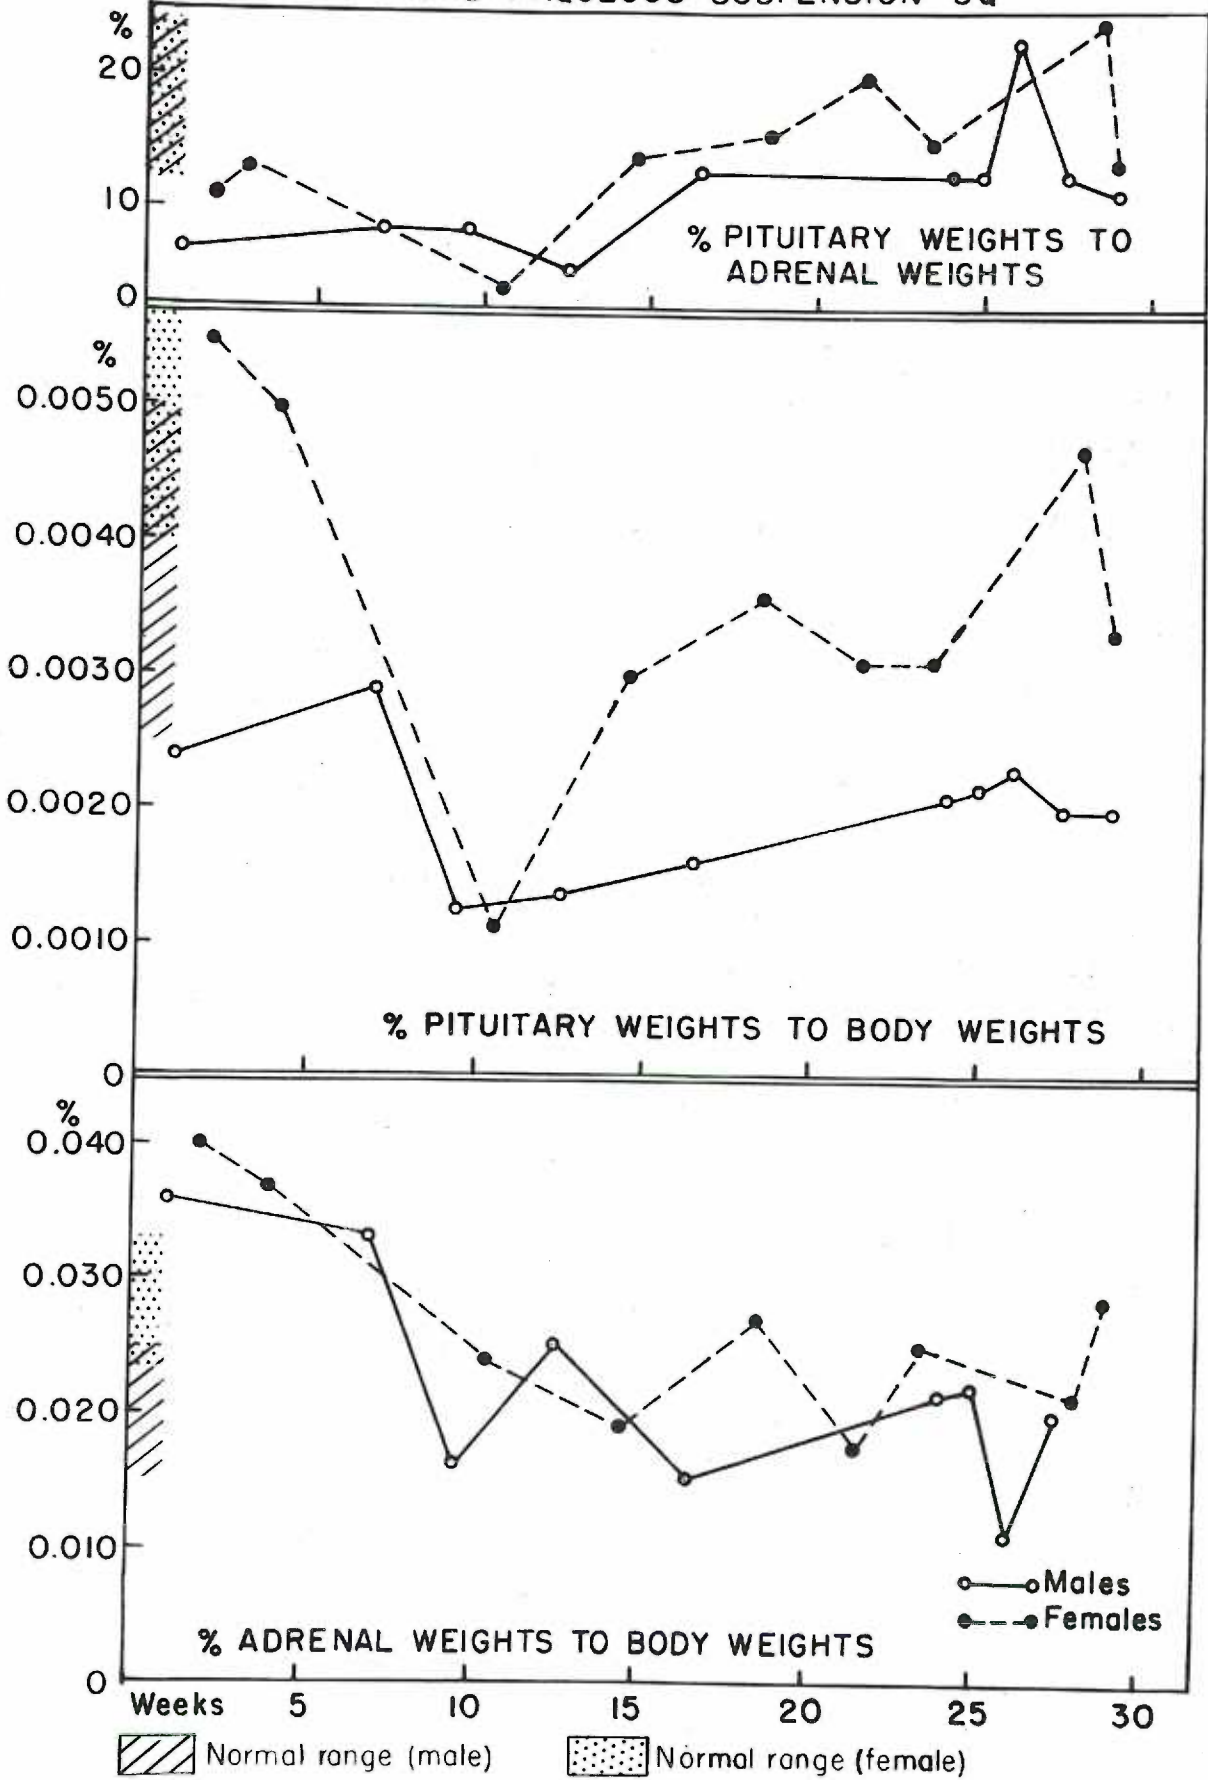 SUSPENSION
%
20
10
0
% PITUITARY WEIGHTS TO
ADRENAL WEIGHTS
%
0.0050
0.0040
0.0030
0.0020
0.0010
0
% PITUITARY WEIGHTS TO BODY WEIGHTS
%
0.040
0.030
0.020
0.010
0
Males
Females
% ADRENAL WEIGHTS TO BODY WEIGHTS
Weeks 5 10 15 20 25 30
Normal range (male) Normal range (female)